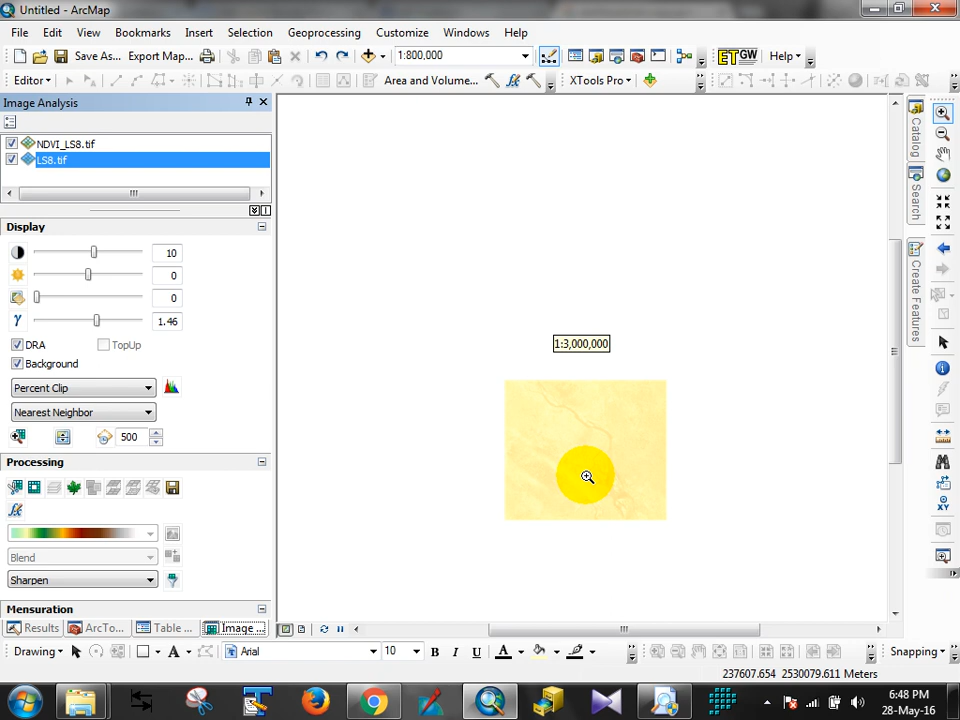 Untitled - ArcMap
File Edit View Bookmarks Insert Selection Geoprocessing Customize Windows Help
Save As... Export Map... 1:800,000 ETGW Help
Editor Area and Volume... XTools Pro
Image Analysis
NDVI_LS8.tif
LS8.tif
Display
10
0
0
γ 1.46
DRA TopUp
Background
Percent Clip
Nearest Neighbor
500
Processing
fx
Blend
Sharpen
Mensuration
Results ArcTo... Table ... Image ...
1:3,000,000
Catalog
Search
Create Features
XY
Drawing A Arial 10 B I U A Snapping
237607.654 2530079.611 Meters
6:48 PM
28-May-16